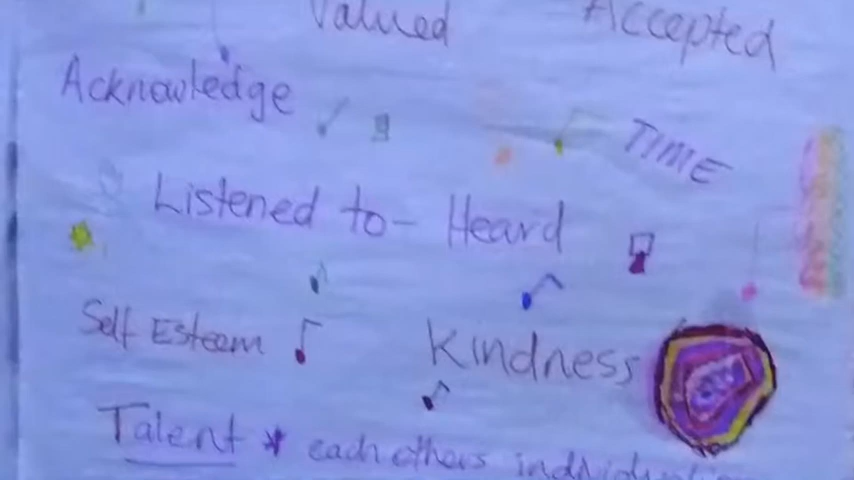 Valued Accepted
Acknowledge
TIME
Listened to - Heard
Self Esteem Kindness
Talent * each others